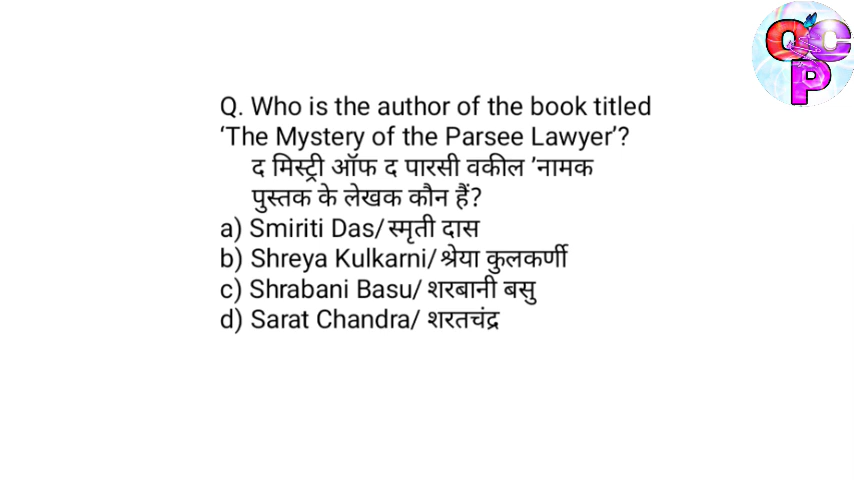 QCP
Q. Who is the author of the book titled
‘The Mystery of the Parsee Lawyer’?
द मिस्ट्री ऑफ द पारसी वकील ’नामक
पुस्तक के लेखक कौन हैं?
a) Smiriti Das/ स्मृती दास
b) Shreya Kulkarni/ श्रेया कुलकर्णी
c) Shrabani Basu/ शरबानी बसु
d) Sarat Chandra/ शरतचंद्र